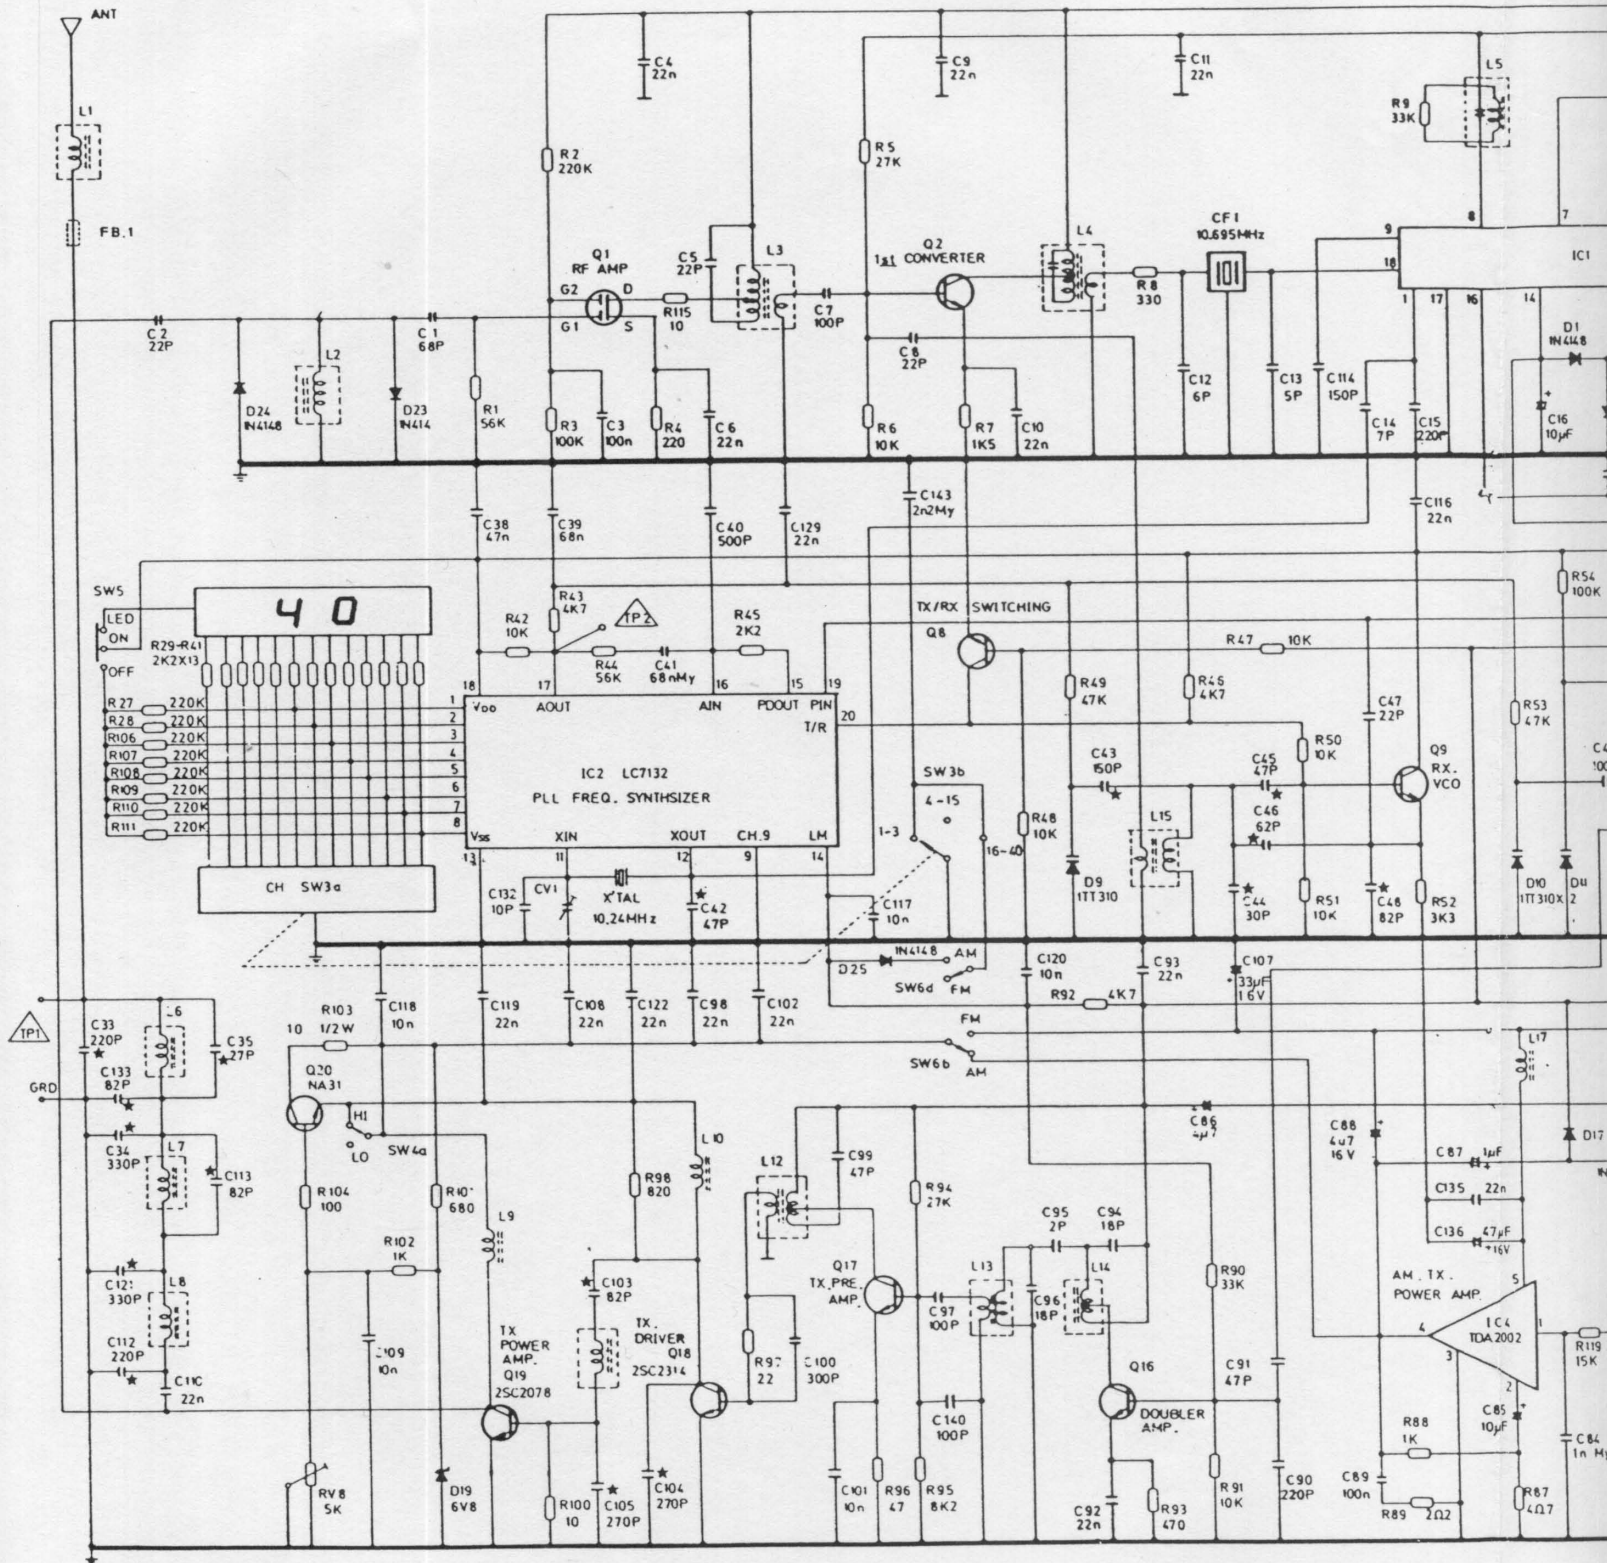 ANT
L1
FB.1
C4
22n
C9
22n
C11
22n
L5
R9
33K
R2
220K
R5
27K
Q1
RF AMP
G2
D
G1
S
R115
10
C5
22P
L3
C7
100P
Q2
1st CONVERTER
L4
R8
330
CF1
10.695MHz
8
7
9
18
IC1
1
17
16
14
C2
22P
C1
68P
L2
D24
1N4148
D23
1N414
R1
56K
R3
100K
C3
100n
R4
220
C6
22n
C8
22P
R6
10K
R7
1K5
C10
22n
C12
6P
C13
5P
C114
150P
C14
7P
C15
220P
D1
1N4148
+
C16
10µF
C38
47n
C39
68n
C40
500P
C129
22n
C143
2n2My
C116
22n
SW5
LED
ON
OFF
40
R29-R41
2K2X13
R42
10K
R43
4K7
TP2
R44
56K
C41
68nMy
R45
2K2
TX/RX SWITCHING
Q8
R47
10K
R54
100K
R49
47K
R46
4K7
C47
22P
R53
47K
R50
10K
R27 220K
R28 220K
R106 220K
R107 220K
R108 220K
R109 220K
R110 220K
R111 220K
1
2
3
4
5
6
7
8
18
17
16
15
19
20
VDD
AOUT
AIN
PDOUT
PIN
T/R
IC2 LC7132
PLL FREQ. SYNTHSIZER
Vss
XIN
XOUT
CH.9
LM
13
11
12
9
14
CH SW3a
C132
10P
CV1
X'TAL
10.24MHz
C42
47P
C117
10n
SW3b
4-15
1-3
16-40
R48
10K
C43
150P
D9
1TT310
L15
C45
47P
C46
62P
C44
30P
R51
10K
C48
82P
R52
3K3
Q9
RX.
VCO
D10
1TT310X2
D25
1N4148
AM
FM
SW6d
C120
10n
R92
4K7
C93
22n
C107
33µF
16V
+
TP1
GRD
C33
220P
L6
C35
27P
C133
82P
C34
330P
L7
C113
82P
C121
330P
L8
C112
220P
22n
10
R103
1/2W
C118
10n
C119
22n
C108
22n
C122
22n
C98
22n
C102
22n
Q20
NA31
HI
LO
SW4a
R104
100
680
R102
1K
10n
RV8
5K
D19
6V8
L9
R98
820
L10
C103
82P
TX
POWER
AMP.
Q19
2SC2078
TX.
DRIVER
Q18
2SC2314
R100
10
C105
270P
C104
270P
L12
C99
47P
22
C100
300P
Q17
TX.PRE.
AMP.
R94
27K
C97
100P
L13
C95
2P
C94
18P
C96
18P
L14
C101
10n
R96
47
R95
8K2
C140
100P
FM
SW6b
AM
C86
4µ7
+
R90
33K
Q16
DOUBLER
AMP.
C91
47P
C92
22n
R93
470
R91
10K
C90
220P
L17
C88
4u7
16V
+
C87 1µF
+
C135 22n
C136 47µF
+16V
D17
AM. TX.
POWER AMP.
IC4
TDA2002
5
4
3
1
2
R119
15K
C85
10µF
+
R88
1K
C89
100n
R89
2Ω2
R87
4Ω7
C84